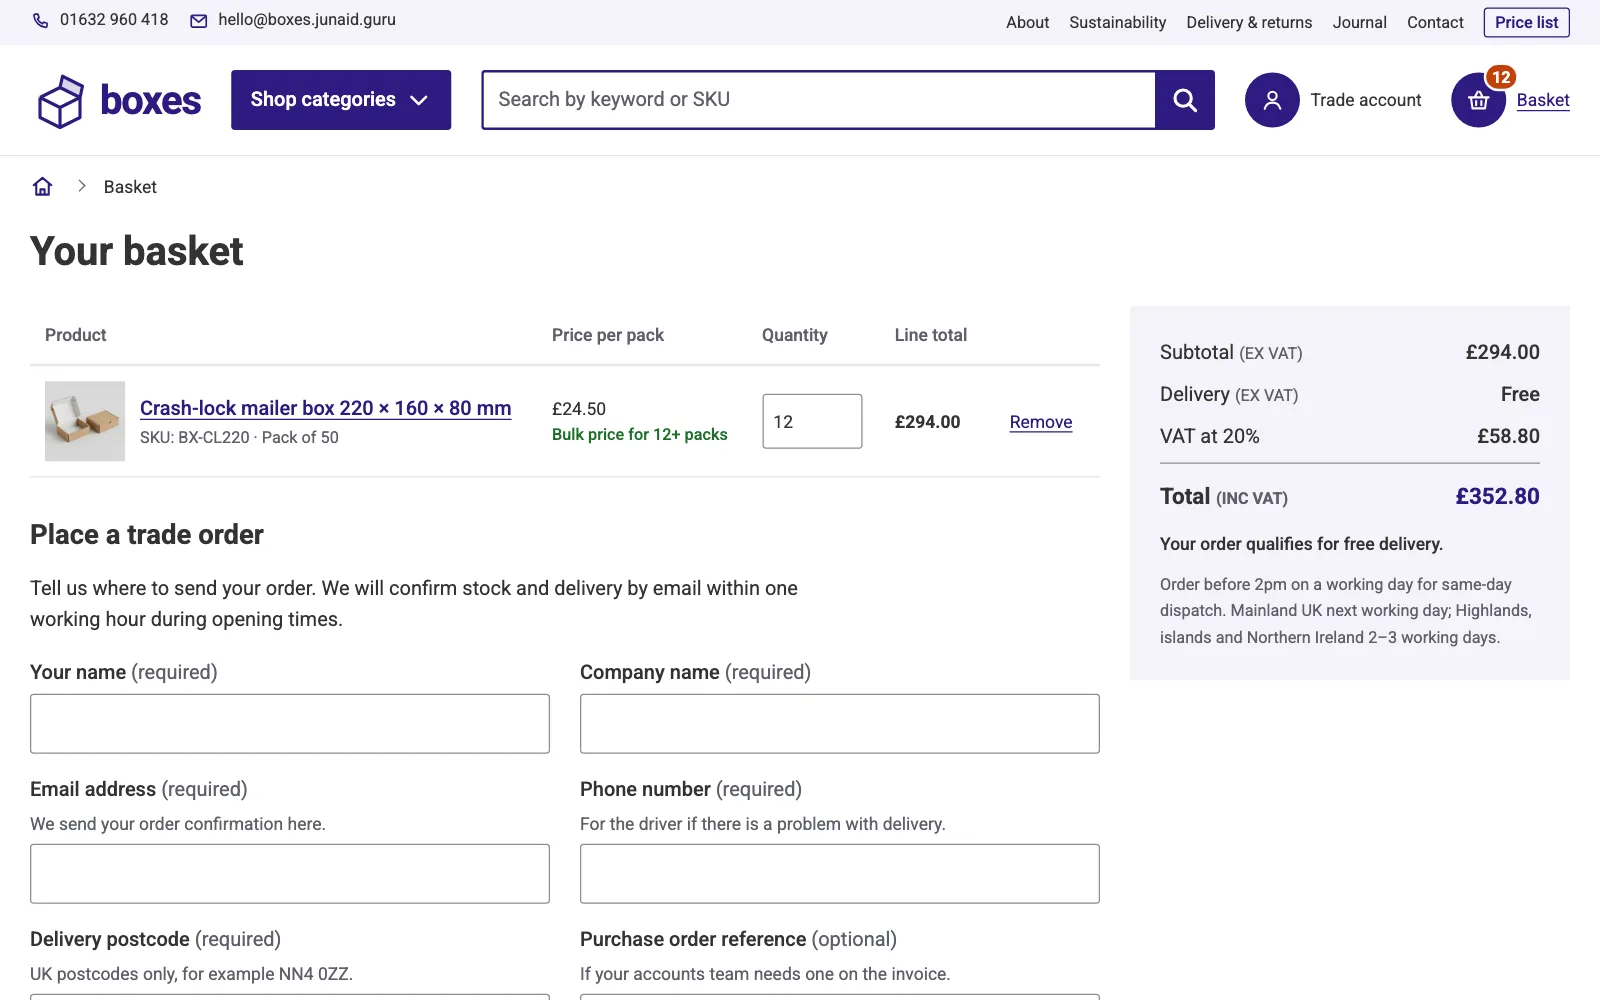 01632 960 418
hello@boxes.junaid.guru
About
Sustainability
Delivery & returns
Journal
Contact
Price list
boxes
Shop categories
Search by keyword or SKU
Trade account
12
Basket
Basket
Your basket
Product
Price per pack
Quantity
Line total
Crash-lock mailer box 220 × 160 × 80 mm
SKU: BX-CL220 · Pack of 50
£24.50
Bulk price for 12+ packs
12
£294.00
Remove
Subtotal (EX VAT) £294.00
Delivery (EX VAT) Free
VAT at 20% £58.80
Total (INC VAT) £352.80
Your order qualifies for free delivery.
Order before 2pm on a working day for same-day
dispatch. Mainland UK next working day; Highlands,
islands and Northern Ireland 2–3 working days.
Place a trade order
Tell us where to send your order. We will confirm stock and delivery by email within one
working hour during opening times.
Your name (required)
Company name (required)
Email address (required)
We send your order confirmation here.
Phone number (required)
For the driver if there is a problem with delivery.
Delivery postcode (required)
UK postcodes only, for example NN4 0ZZ.
Purchase order reference (optional)
If your accounts team needs one on the invoice.